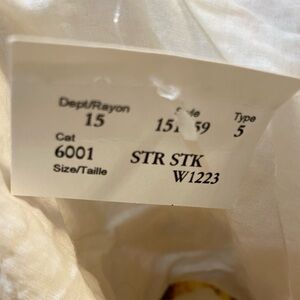 Dept/Rayon Type
15 5
Cat
6001 STR STK
Size/Taille W1223